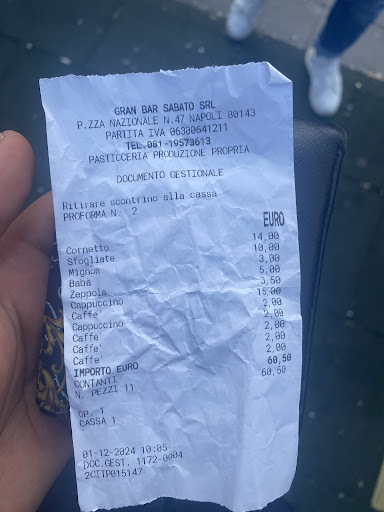 GRAN BAR SABATO SRL
P.ZZA NAZIONALE N.47 NAPOLI 80143
PARTITA IVA 06300641211
TEL.081-19573613
PASTICCERIA PRODUZIONE PROPRIA
DOCUMENTO GESTIONALE
Ritirare scontrino alla cassa
PROFORMA N. 2
EURO
Cornetto 14,00
Sfogliate 10,00
Mignon 3,00
Baba 5,00
Zeppola 3,50
Cappuccino 15,00
Caffe' 2,00
Cappuccino 2,00
Caffe' 2,00
Caffe' 2,00
Caffe' 2,00
IMPORTO EURO 60,50
CONTANTI 60,50
N. PEZZI 11
OP. 1
CASSA 1
01-12-2024 10:05
DOC.GEST. 1172-0004
2CITP015147